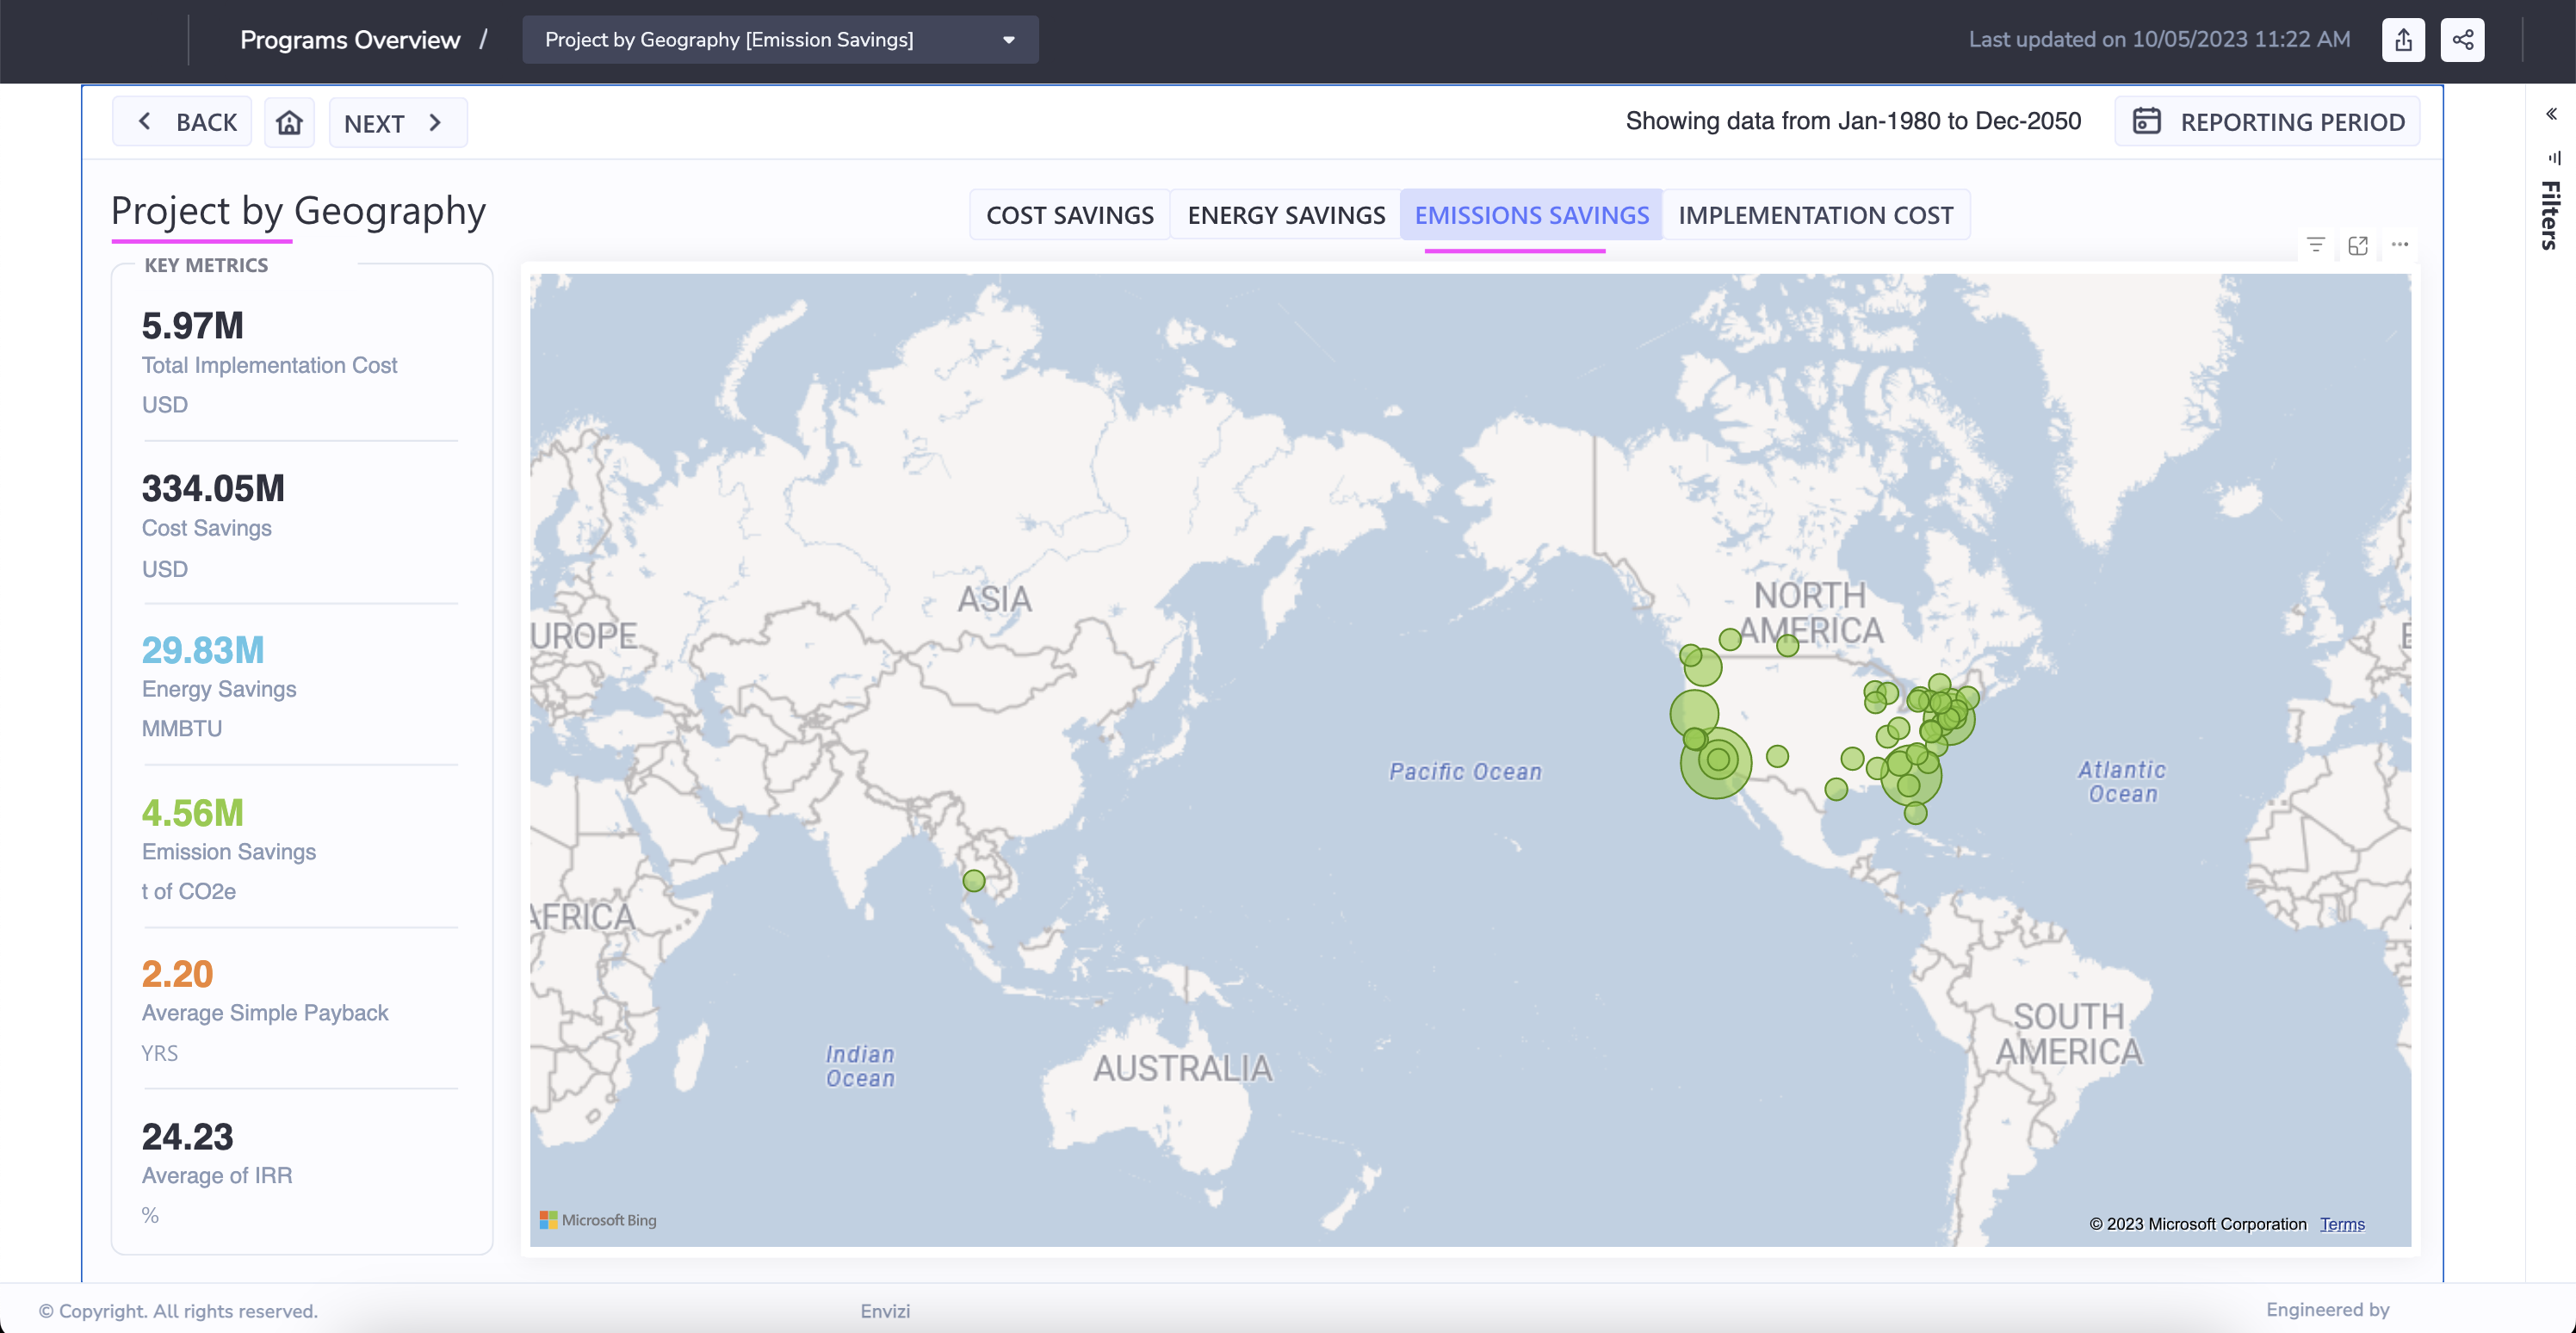 Programs Overview /
Project by Geography [Emission Savings]
Last updated on 10/05/2023 11:22 AM
BACK
NEXT
Showing data from Jan-1980 to Dec-2050
REPORTING PERIOD
Filters
Project by Geography
COST SAVINGS
ENERGY SAVINGS
EMISSIONS SAVINGS
IMPLEMENTATION COST
KEY METRICS
5.97M
Total Implementation Cost
USD
334.05M
Cost Savings
USD
29.83M
Energy Savings
MMBTU
4.56M
Emission Savings
t of CO2e
2.20
Average Simple Payback
YRS
24.23
Average of IRR
%
ASIA
UROPE
NORTH
AMERICA
E
Pacific Ocean
Atlantic
Ocean
AFRICA
SOUTH
AMERICA
Indian
Ocean
AUSTRALIA
Microsoft Bing
© 2023 Microsoft Corporation Terms
© Copyright. All rights reserved.
Envizi
Engineered by